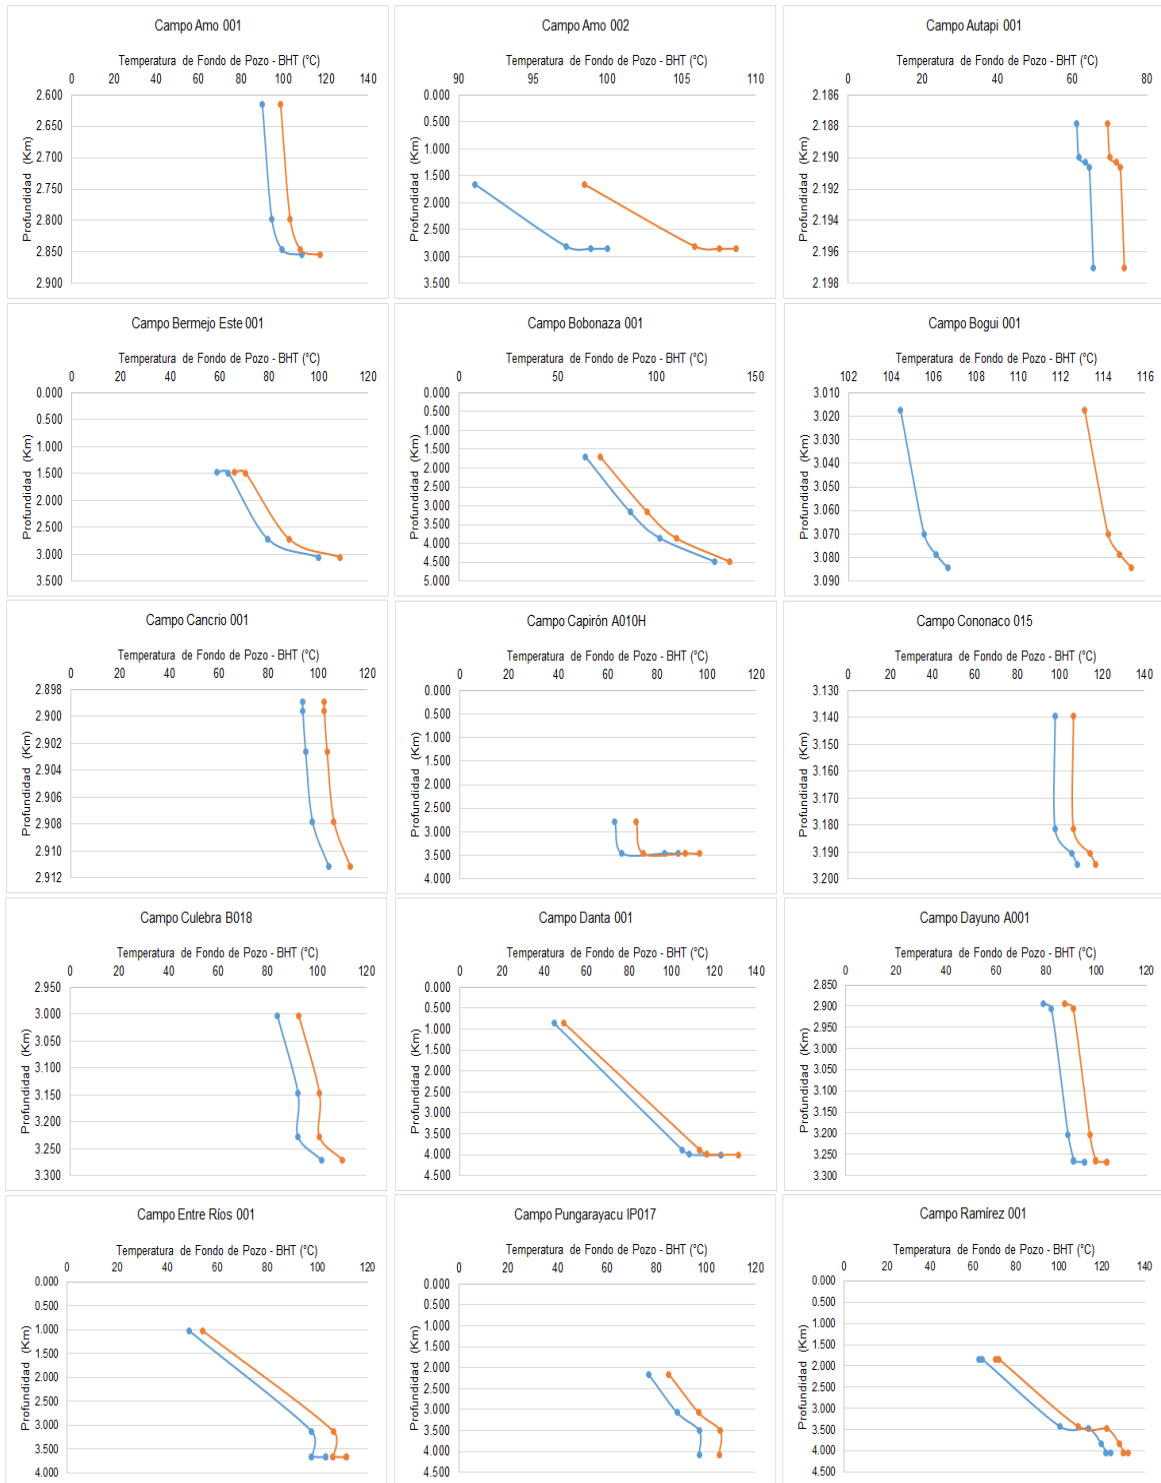 Campo Amo 001
Temperatura de Fondo de Pozo - BHT (°C)
0 20 40 60 80 100 120 140
2.600
2.650
2.700
2.750
2.800
2.850
2.900
Profundidad (Km)
Campo Amo 002
Temperatura de Fondo de Pozo - BHT (°C)
90 95 100 105 110
0.000
0.500
1.000
1.500
2.000
2.500
3.000
3.500
Profundidad (Km)
Campo Autapi 001
Temperatura de Fondo de Pozo - BHT (°C)
0 20 40 60 80
2.186
2.188
2.190
2.192
2.194
2.196
2.198
Profundidad (Km)
Campo Bermejo Este 001
Temperatura de Fondo de Pozo - BHT (°C)
0 20 40 60 80 100 120
0.000
0.500
1.000
1.500
2.000
2.500
3.000
3.500
Profundidad (Km)
Campo Bobonaza 001
Temperatura de Fondo de Pozo - BHT (°C)
0 50 100 150
0.000
0.500
1.000
1.500
2.000
2.500
3.000
3.500
4.000
4.500
5.000
Profundidad (Km)
Campo Bogui 001
Temperatura de Fondo de Pozo - BHT (°C)
102 104 106 108 110 112 114 116
3.010
3.020
3.030
3.040
3.050
3.060
3.070
3.080
3.090
Profundidad (Km)
Campo Cancrio 001
Temperatura de Fondo de Pozo - BHT (°C)
0 20 40 60 80 100 120
2.898
2.900
2.902
2.904
2.906
2.908
2.910
2.912
Profundidad (Km)
Campo Capirón A010H
Temperatura de Fondo de Pozo - BHT (°C)
0 20 40 60 80 100 120
0.000
0.500
1.000
1.500
2.000
2.500
3.000
3.500
4.000
Profundidad (Km)
Campo Cononaco 015
Temperatura de Fondo de Pozo - BHT (°C)
0 20 40 60 80 100 120 140
3.130
3.140
3.150
3.160
3.170
3.180
3.190
3.200
Profundidad (Km)
Campo Culebra B018
Temperatura de Fondo de Pozo - BHT (°C)
0 20 40 60 80 100 120
2.950
3.000
3.050
3.100
3.150
3.200
3.250
3.300
Profundidad (Km)
Campo Danta 001
Temperatura de Fondo de Pozo - BHT (°C)
0 20 40 60 80 100 120 140
0.000
0.500
1.000
1.500
2.000
2.500
3.000
3.500
4.000
4.500
Profundidad (Km)
Campo Dayuno A001
Temperatura de Fondo de Pozo - BHT (°C)
0 20 40 60 80 100 120
2.850
2.900
2.950
3.000
3.050
3.100
3.150
3.200
3.250
3.300
Profundidad (Km)
Campo Entre Ríos 001
Temperatura de Fondo de Pozo - BHT (°C)
0 20 40 60 80 100 120
0.000
0.500
1.000
1.500
2.000
2.500
3.000
3.500
4.000
Profundidad (Km)
Campo Pungarayacu IP017
Temperatura de Fondo de Pozo - BHT (°C)
0 20 40 60 80 100 120
0.000
0.500
1.000
1.500
2.000
2.500
3.000
3.500
4.000
4.500
Profundidad (Km)
Campo Ramírez 001
Temperatura de Fondo de Pozo - BHT (°C)
0 20 40 60 80 100 120 140
0.000
0.500
1.000
1.500
2.000
2.500
3.000
3.500
4.000
4.500
Profundidad (Km)